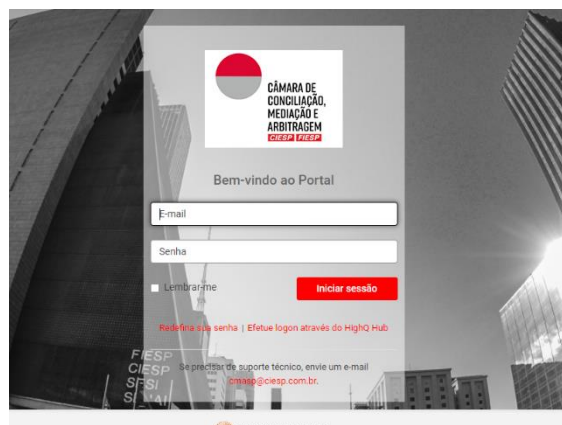 CÂMARA DE
CONCILIAÇÃO,
MEDIAÇÃO E
ARBITRAGEM
CIESP FIESP
Bem-vindo ao Portal
E-mail
Senha
Lembrar-me
Iniciar sessão
Redefina sua senha | Efetue logon através do HighQ Hub
FIESP
CIESP
SESI
Se precisar de suporte técnico, envie um e-mail
cmasp@ciesp.com.br.